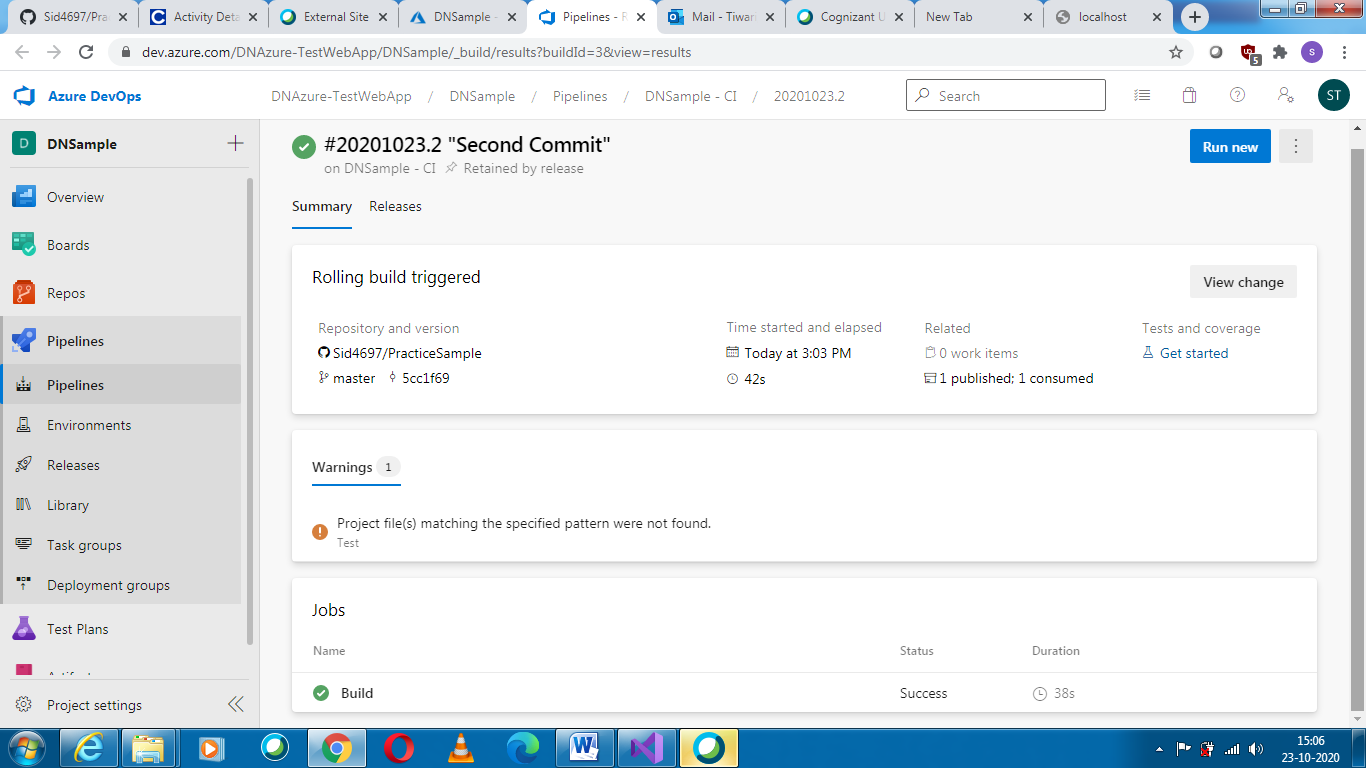 Sid4697/Pra
Activity Deta
External Site
DNSample -
Pipelines - R
Mail - Tiwar
Cognizant U
New Tab
localhost
dev.azure.com/DNAzure-TestWebApp/DNSample/_build/results?buildId=3&view=results
5
S
Azure DevOps
DNAzure-TestWebApp / DNSample / Pipelines / DNSample - CI / 20201023.2
Search
ST
D DNSample
#20201023.2 "Second Commit"
on DNSample - CI Retained by release
Run new
Overview
Boards
Repos
Pipelines
Pipelines
Environments
Releases
Library
Task groups
Deployment groups
Test Plans
Project settings
Summary Releases
Rolling build triggered
View change
Repository and version
Sid4697/PracticeSample
master 5cc1f69
Time started and elapsed
Today at 3:03 PM
42s
Related
0 work items
1 published; 1 consumed
Tests and coverage
Get started
Warnings 1
Project file(s) matching the specified pattern were not found.
Test
Jobs
Name Status Duration
Build Success 38s
15:06
23-10-2020